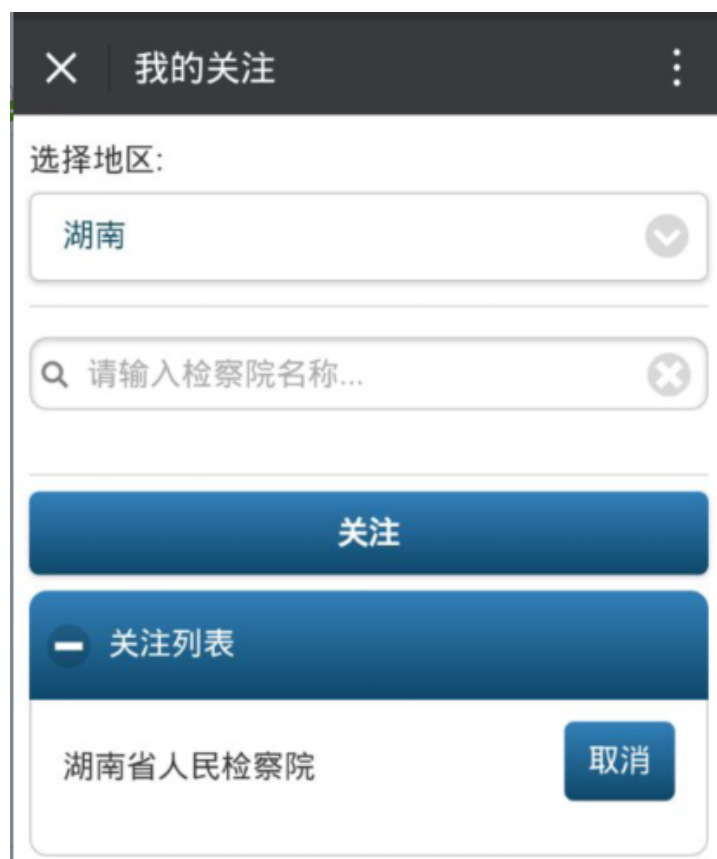 我的关注
选择地区:
湖南
请输入检察院名称...
关注
关注列表
湖南省人民检察院
取消